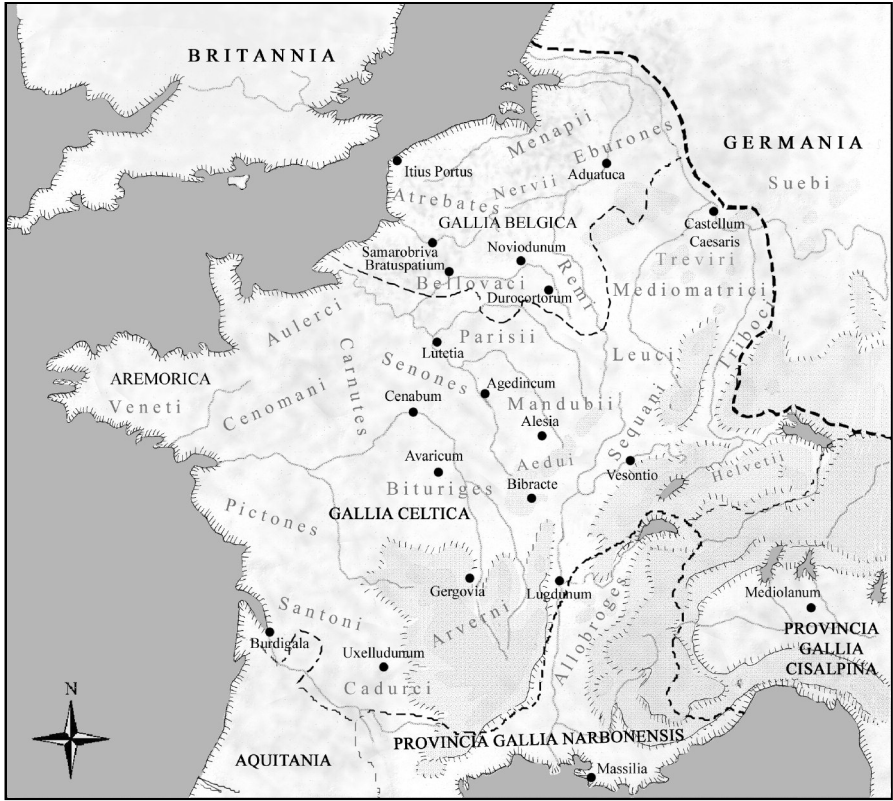 BRITANNIA
GERMANIA
Menapii
Eburones
Itius Portus
Nervii
Aduatuca
Suebi
Atrebates
GALLIA BELGICA
Castellum
Caesaris
Samarobriva
Noviodunum
Treviri
Bratuspatium
Remi
Bellovaci
Durocortorum
Mediomatrici
Aulerci
Parisii
Triboci
Lutetia
Leuci
AREMORICA
Carnutes
Senones
Agedincum
Veneti
Cenomani
Cenabum
Mandubii
Sequani
Alesia
Avaricum
Aedui
Vesontio
Helvetii
Bituriges
Bibracte
Pictones
GALLIA CELTICA
Gergovia
Lugdunum
Mediolanum
Santoni
Arverni
Allobroges
PROVINCIA
GALLIA
CISALPINA
Burdigala
Uxelludunum
Cadurci
N
PROVINCIA GALLIA NARBONENSIS
AQUITANIA
Massilia